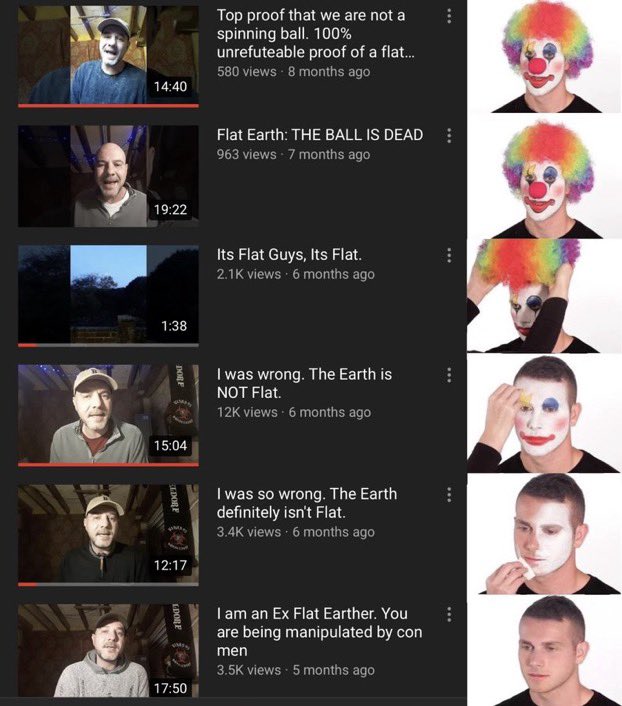 Top proof that we are not a
spinning ball. 100%
unrefuteable proof of a flat...
580 views · 8 months ago
14:40
Flat Earth: THE BALL IS DEAD
963 views · 7 months ago
19:22
Its Flat Guys, Its Flat.
2.1K views · 6 months ago
1:38
I was wrong. The Earth is
NOT Flat.
12K views · 6 months ago
15:04
I was so wrong. The Earth
definitely isn't Flat.
3.4K views · 6 months ago
12:17
I am an Ex Flat Earther. You
are being manipulated by con
men
3.5K views · 5 months ago
17:50